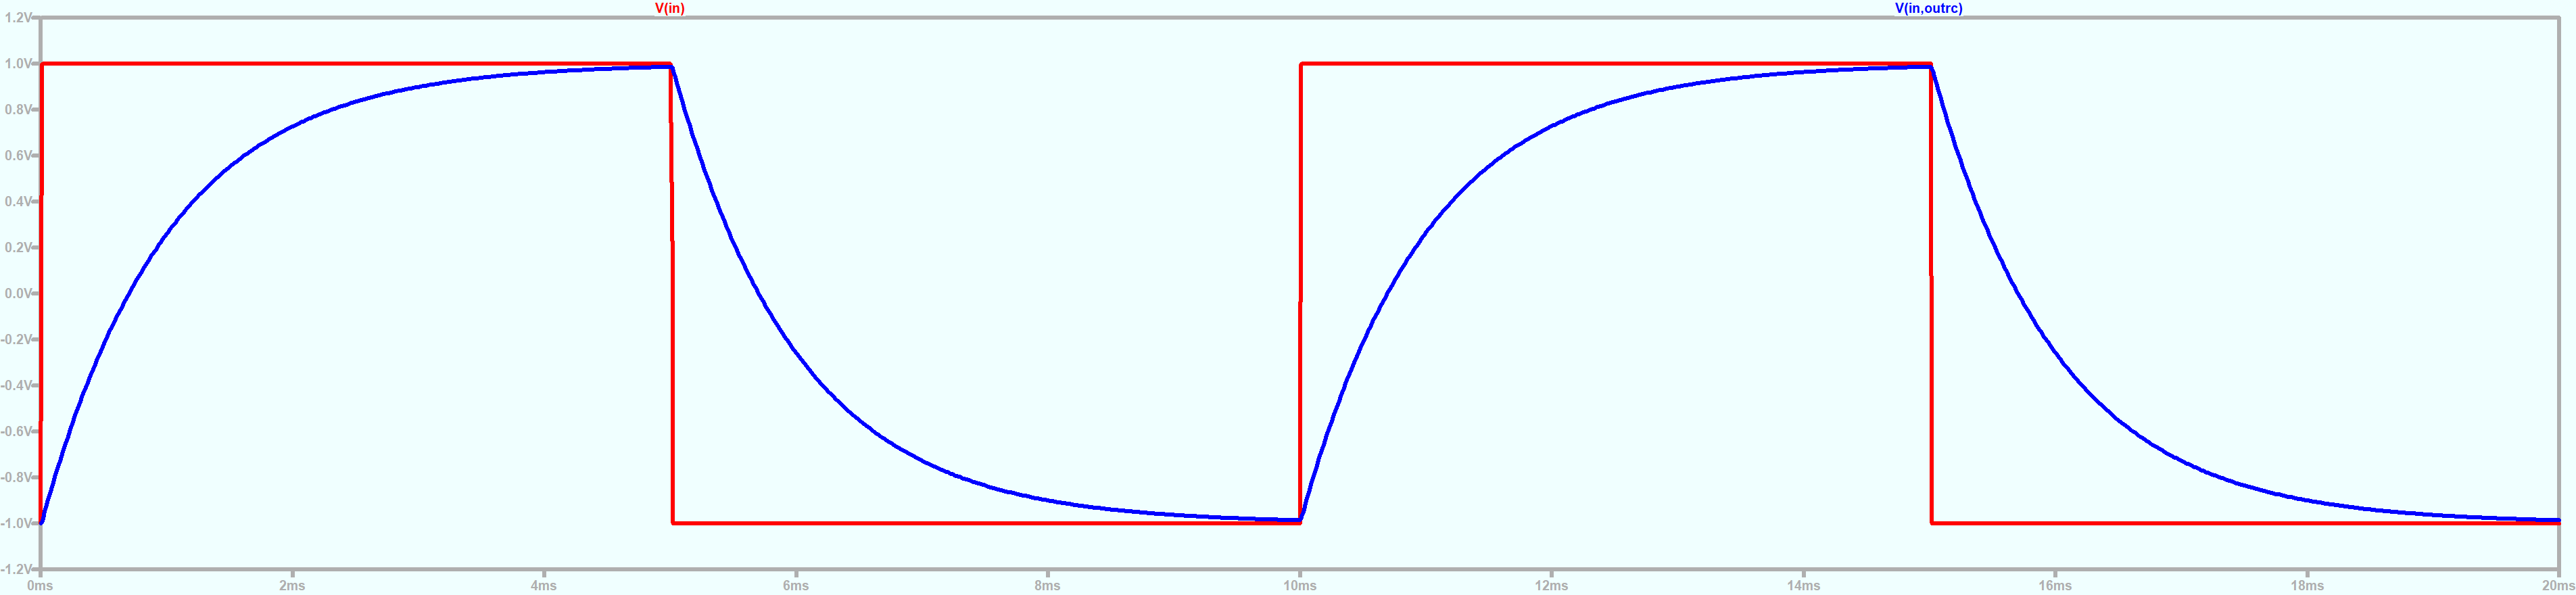 V(in) V(in,outrc)
1.2V
1.0V
0.8V
0.6V
0.4V
0.2V
0.0V
-0.2V
-0.4V
-0.6V
-0.8V
-1.0V
-1.2V
0ms 2ms 4ms 6ms 8ms 10ms 12ms 14ms 16ms 18ms 20ms